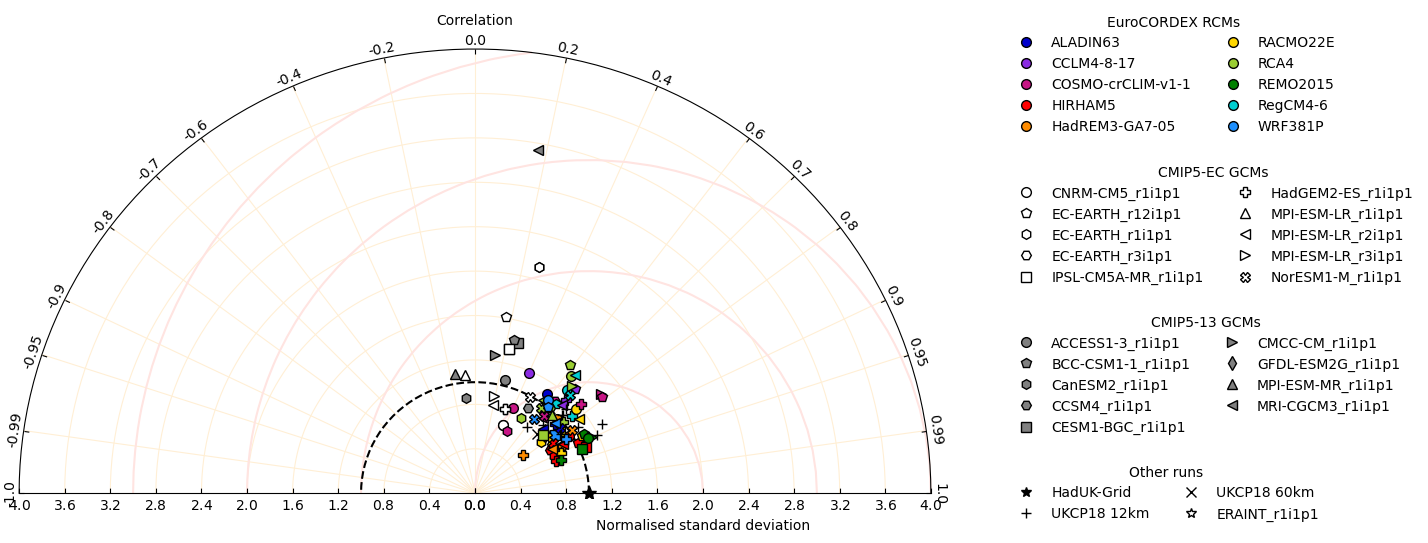 Correlation
-1.0
-0.99
-0.95
-0.9
-0.8
-0.7
-0.6
-0.4
-0.2
0.0
0.2
0.4
0.6
0.7
0.8
0.9
0.95
0.99
1.0
4.0 3.6 3.2 2.8 2.4 2.0 1.6 1.2 0.8 0.4 0.0 0.4 0.8 1.2 1.6 2.0 2.4 2.8 3.2 3.6 4.0
Normalised standard deviation
EuroCORDEX RCMs
ALADIN63 RACMO22E
CCLM4-8-17 RCA4
COSMO-crCLIM-v1-1 REMO2015
HIRHAM5 RegCM4-6
HadREM3-GA7-05 WRF381P
CMIP5-EC GCMs
CNRM-CM5_r1i1p1 HadGEM2-ES_r1i1p1
EC-EARTH_r12i1p1 MPI-ESM-LR_r1i1p1
EC-EARTH_r1i1p1 MPI-ESM-LR_r2i1p1
EC-EARTH_r3i1p1 MPI-ESM-LR_r3i1p1
IPSL-CM5A-MR_r1i1p1 NorESM1-M_r1i1p1
CMIP5-13 GCMs
ACCESS1-3_r1i1p1 CMCC-CM_r1i1p1
BCC-CSM1-1_r1i1p1 GFDL-ESM2G_r1i1p1
CanESM2_r1i1p1 MPI-ESM-MR_r1i1p1
CCSM4_r1i1p1 MRI-CGCM3_r1i1p1
CESM1-BGC_r1i1p1
Other runs
HadUK-Grid UKCP18 60km
UKCP18 12km ERAINT_r1i1p1